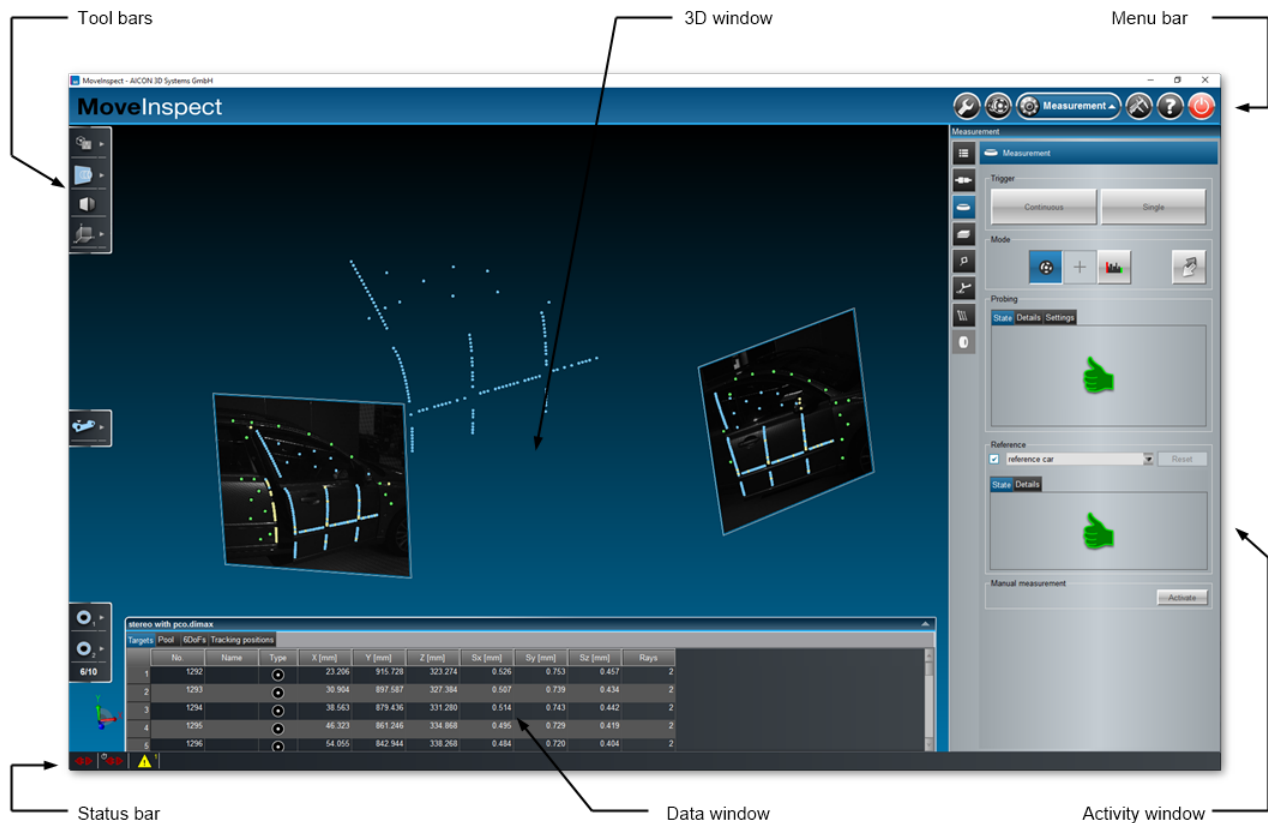 Tool bars
3D window
Menu bar
MoveInspect - AICON 3D Systems GmbH
MoveInspect
Measurement
Measurement
Measurement
Trigger
Continuous Single
Mode
Probing
State Details Settings
Reference
reference car Reset
State Details
Manual measurement
Activate
1
2
6/10
stereo with pco.dimax
Targets Pool 6DoFs Tracking positions
No. Name Type X [mm] Y [mm] Z [mm] Sx [mm] Sy [mm] Sz [mm] Rays
1 1292 23.206 915.728 323.274 0.526 0.753 0.457 2
2 1293 30.904 897.587 327.384 0.507 0.739 0.434 2
3 1294 38.563 879.436 331.280 0.514 0.743 0.442 2
4 1295 46.323 861.246 334.868 0.495 0.729 0.419 2
5 1296 54.055 842.944 338.268 0.484 0.720 0.404 2
1
Status bar
Data window
Activity window